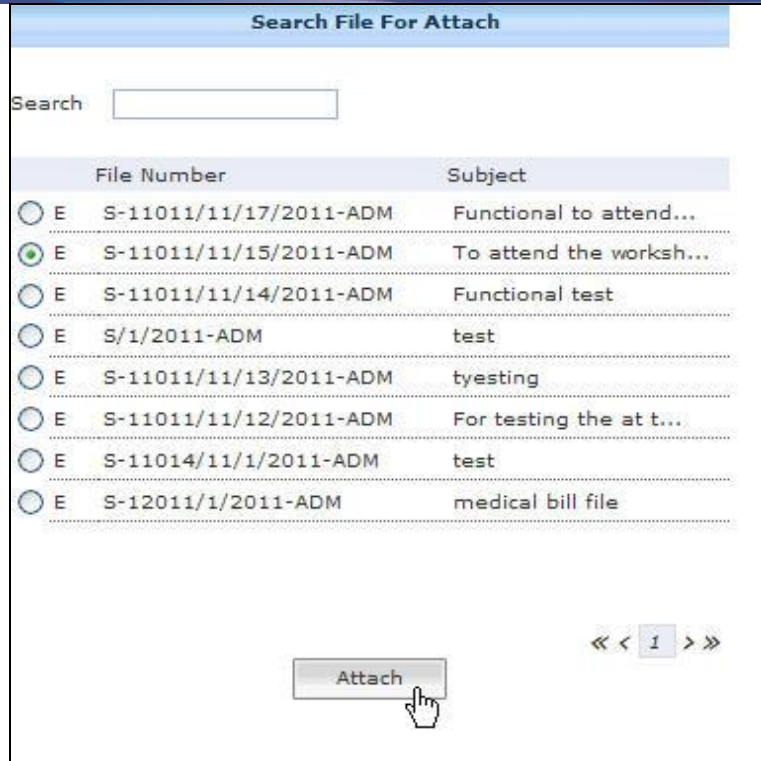 Search File For Attach
Search
File Number Subject
E S-11011/11/17/2011-ADM Functional to attend...
E S-11011/11/15/2011-ADM To attend the worksh...
E S-11011/11/14/2011-ADM Functional test
E S/1/2011-ADM test
E S-11011/11/13/2011-ADM tyesting
E S-11011/11/12/2011-ADM For testing the at t...
E S-11014/11/1/2011-ADM test
E S-12011/1/2011-ADM medical bill file
« < 1 > »
Attach